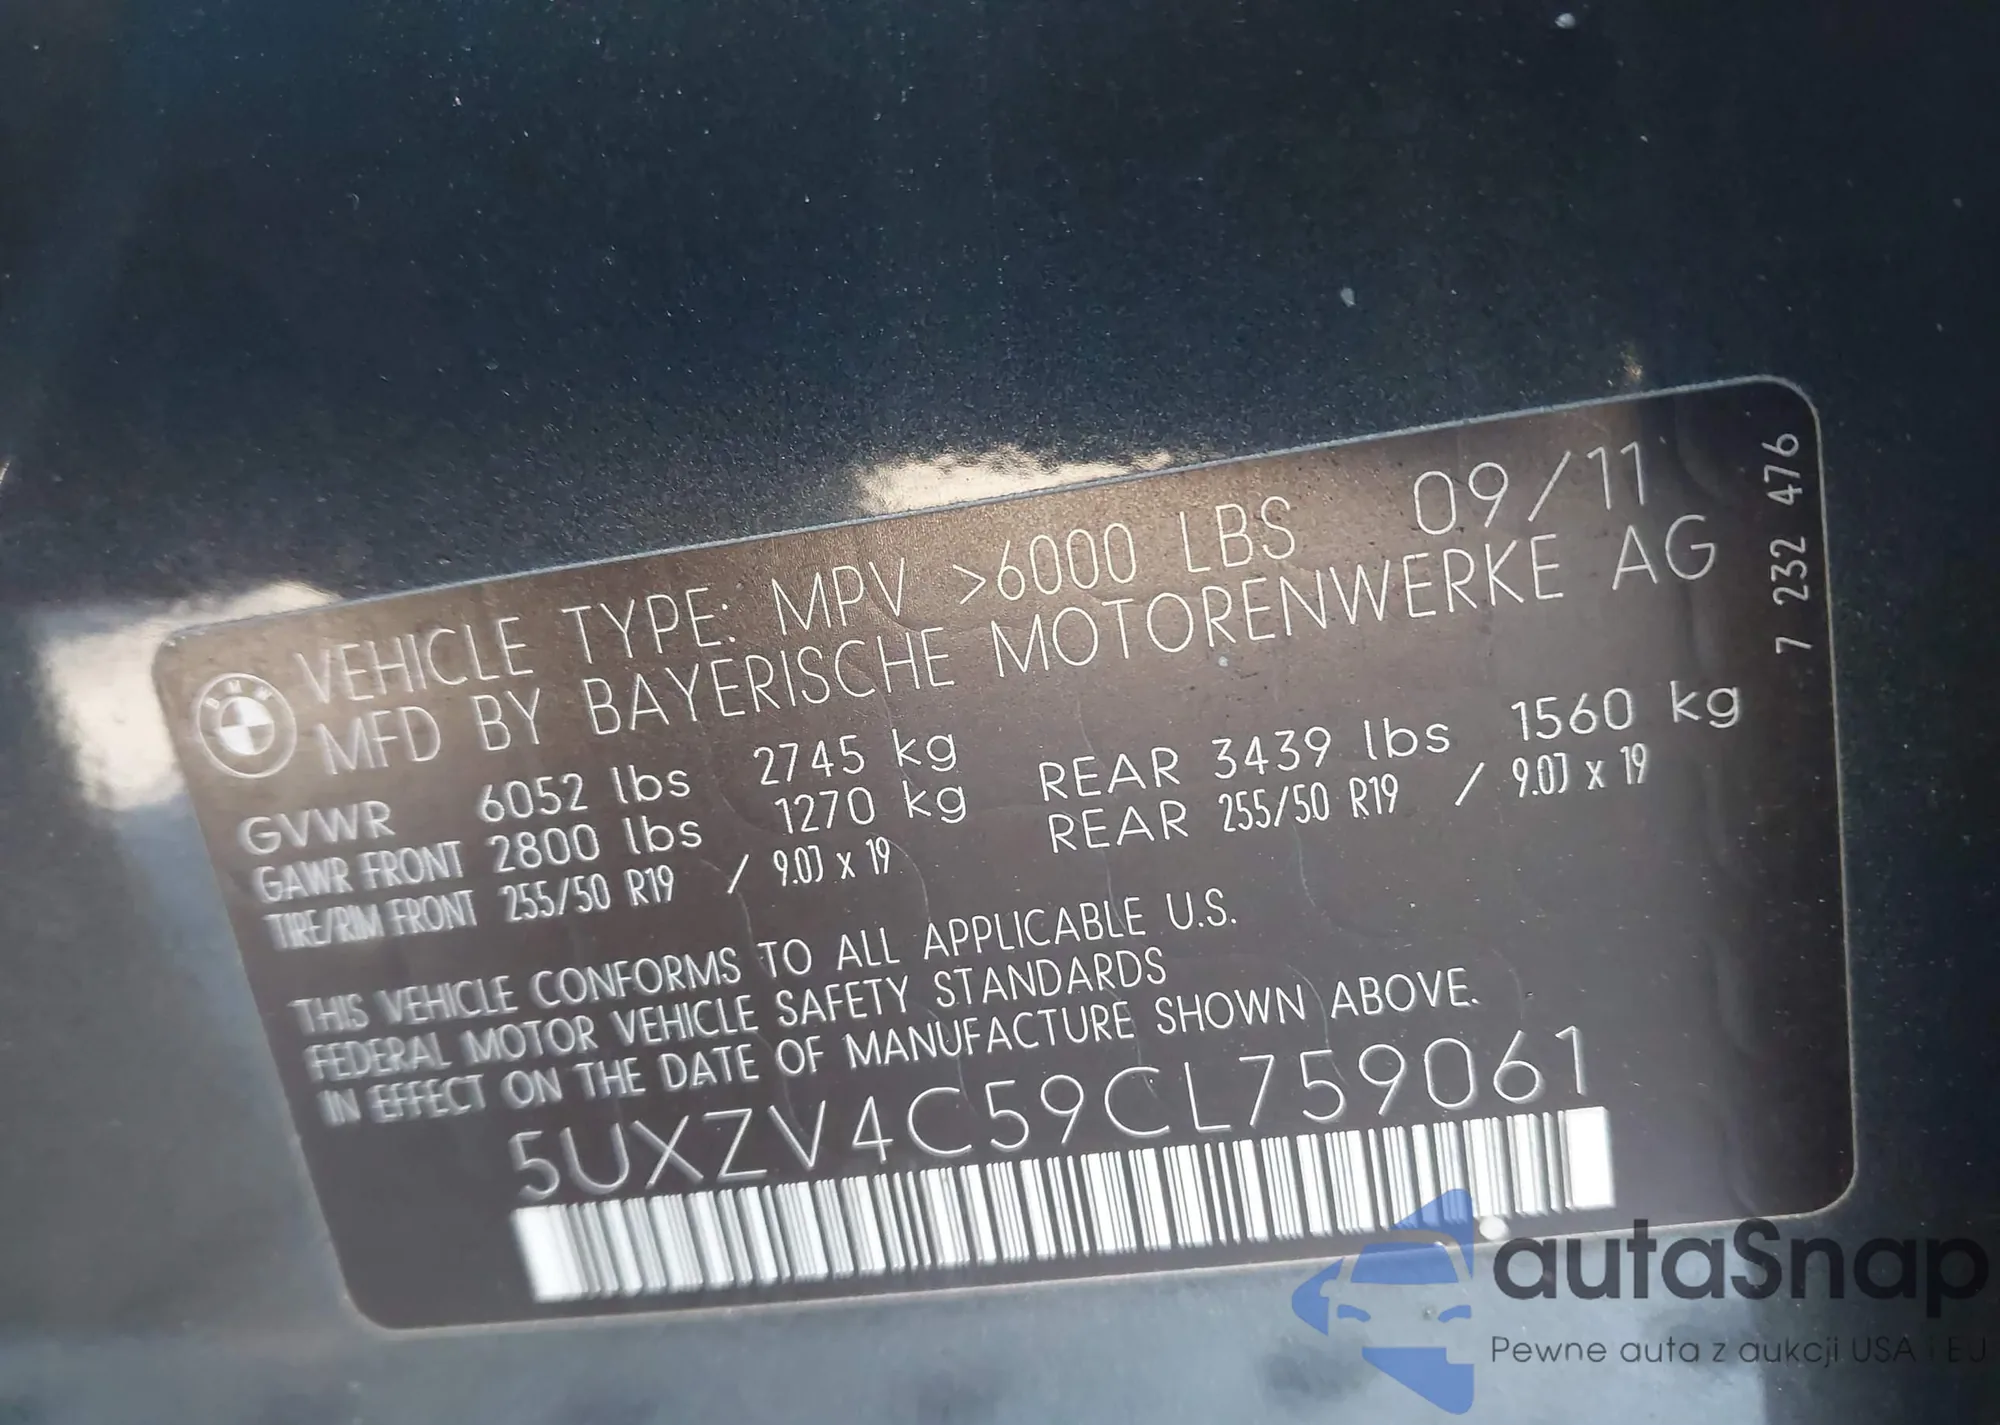 BMW
VEHICLE TYPE: MPV >6000 LBS 09/11
MFD BY BAYERISCHE MOTORENWERKE AG
GVWR 6052 lbs 2745 kg
GAWR FRONT 2800 lbs 1270 kg REAR 3439 lbs 1560 kg
TIRE/RIM FRONT 255/50 R19 / 9.0J x 19 REAR 255/50 R19 / 9.0J x 19
THIS VEHICLE CONFORMS TO ALL APPLICABLE U.S.
FEDERAL MOTOR VEHICLE SAFETY STANDARDS
IN EFFECT ON THE DATE OF MANUFACTURE SHOWN ABOVE.
5UXZV4C59CL759061
7 232 476
autaSnap
Pewne auta z aukcji USA i EU